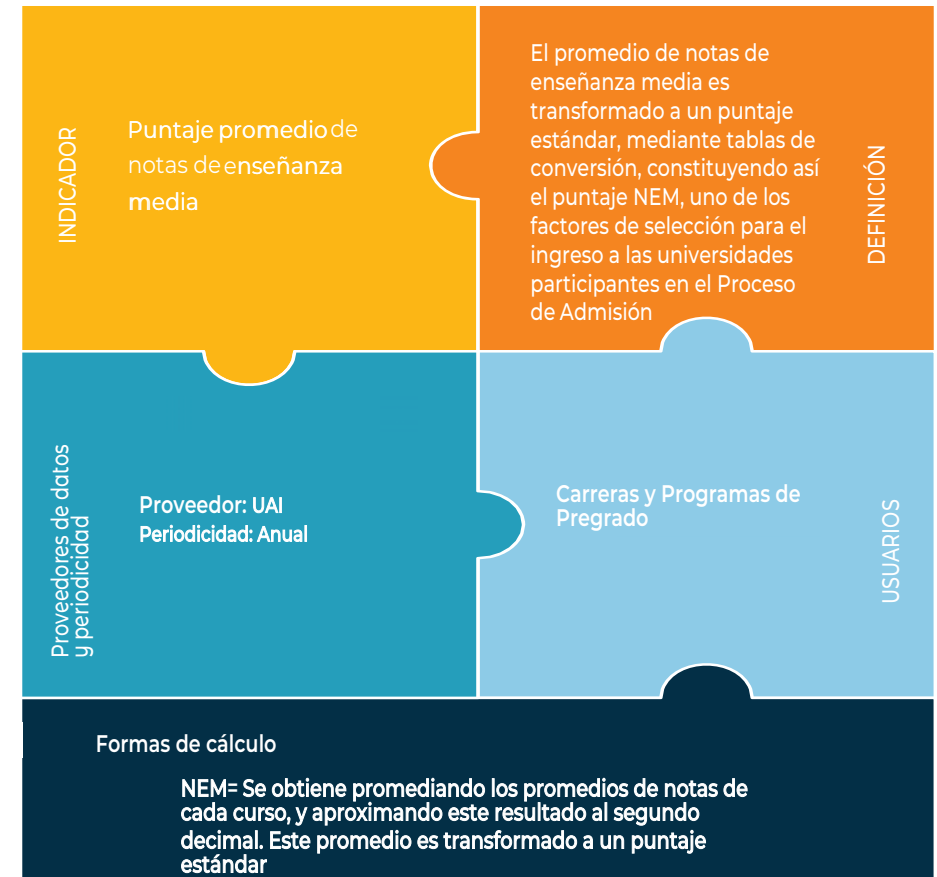 INDICADOR
Puntaje promedio de
notas de enseñanza
media
El promedio de notas de
enseñanza media es
transformado a un puntaje
estándar, mediante tablas de
conversión, constituyendo así
el puntaje NEM, uno de los
factores de selección para el
ingreso a las universidades
participantes en el Proceso
de Admisión
DEFINICIÓN
Proveedores de datos
y periodicidad
Proveedor: UAI
Periodicidad: Anual
Carreras y Programas de
Pregrado
USUARIOS
Formas de cálculo
NEM= Se obtiene promediando los promedios de notas de
cada curso, y aproximando este resultado al segundo
decimal. Este promedio es transformado a un puntaje
estándar